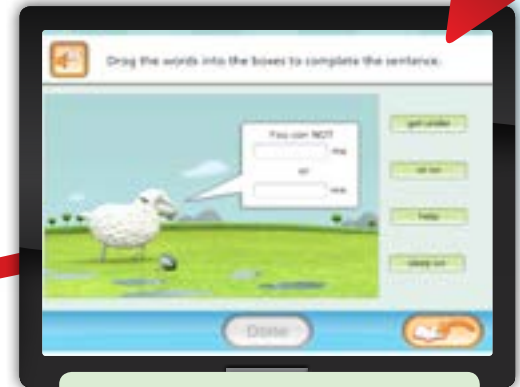 Drag the words into the boxes to complete the sentence.
You can NOT
me
or
me
get under
sit on
help
sleep on
Done